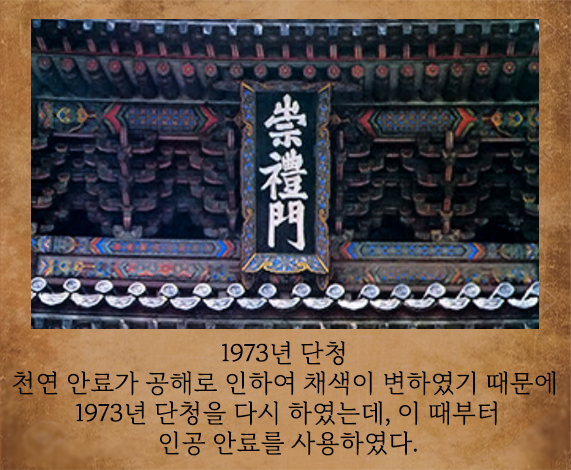 崇禮門
1973년 단청
천연 안료가 공해로 인하여 채색이 변하였기 때문에
1973년 단청을 다시 하였는데, 이 때부터
인공 안료를 사용하였다.